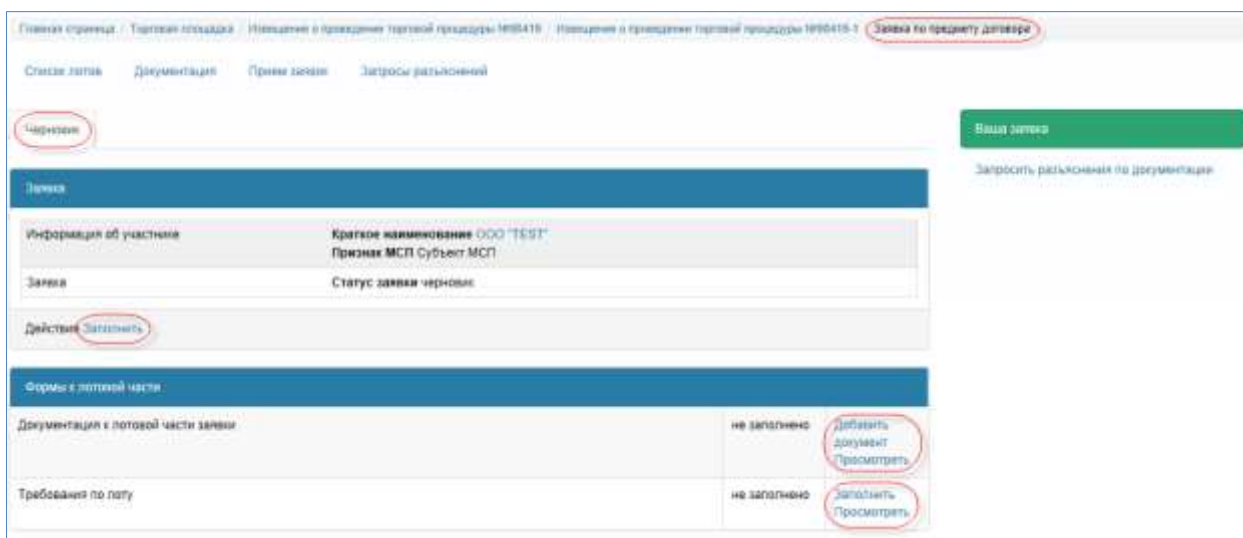 Главная страница / Торговая площадка / Извещение о проведении торговой процедуры №90419 / Извещение о проведении торговой процедуры №90419-1 / Заявка по предмету договора
Список лотов Документация Прием заявок Запросы разъяснений
Черновик
Ваша заявка
Запросить разъяснения по документации
Заявка
Информация об участнике Краткое наименование ООО "TEST"
Признак МСП Субъект МСП
Заявка Статус заявки черновик
Действия Заполнить
Формы к лотовой части
Документация к лотовой части заявки не заполнено Добавить
документ
Просмотреть
Требования по лоту не заполнено Заполнить
Просмотреть